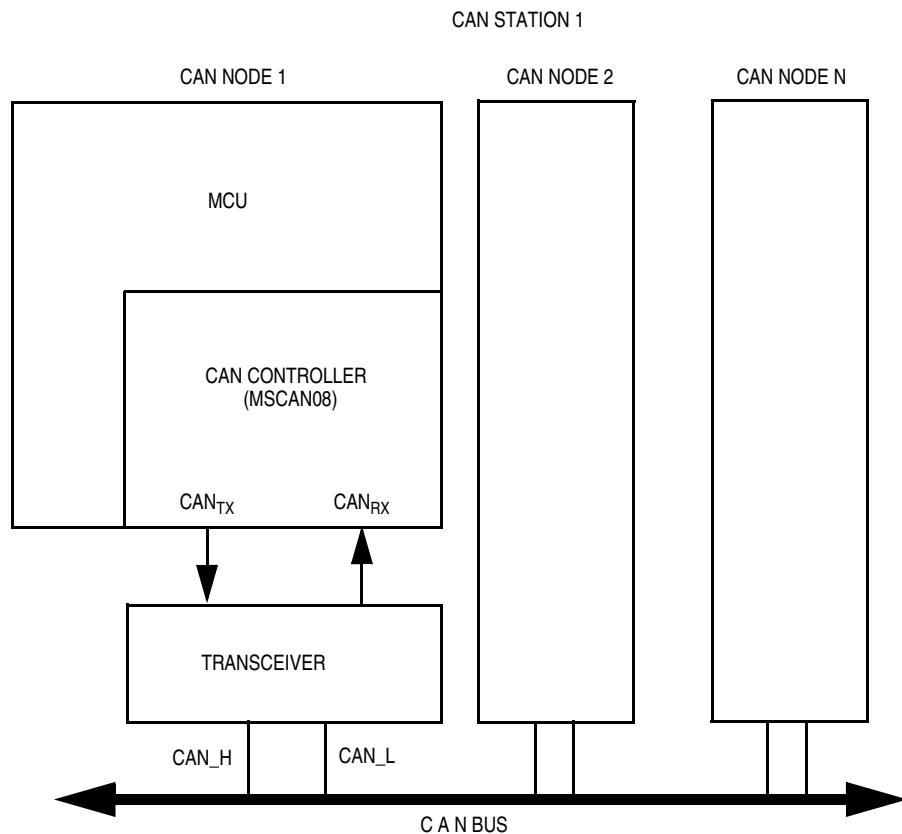 CAN STATION 1
CAN NODE 1
CAN NODE 2
CAN NODE N
MCU
CAN CONTROLLER
(MSCAN08)
CANTX
CANRX
TRANSCEIVER
CAN_H
CAN_L
C A N BUS